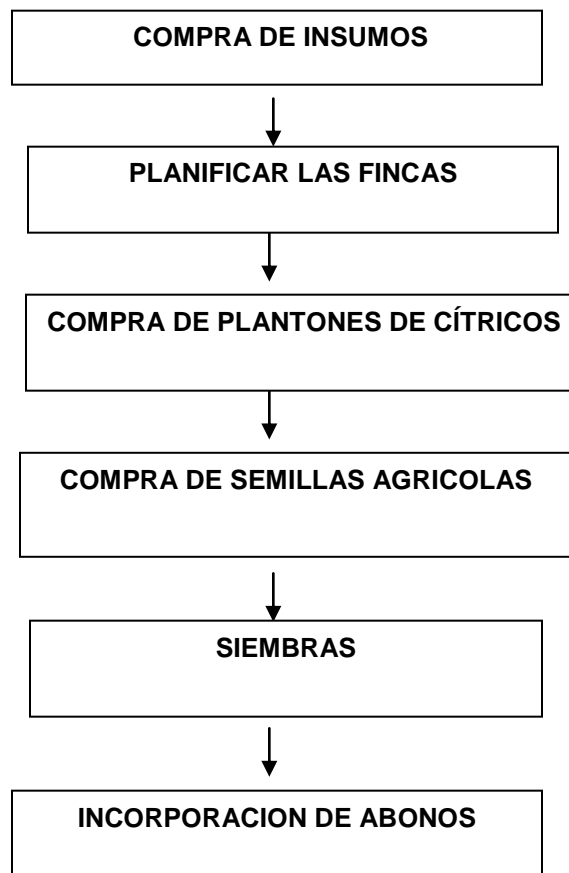 COMPRA DE INSUMOS
PLANIFICAR LAS FINCAS
COMPRA DE PLANTONES DE CÍTRICOS
COMPRA DE SEMILLAS AGRICOLAS
SIEMBRAS
INCORPORACION DE ABONOS